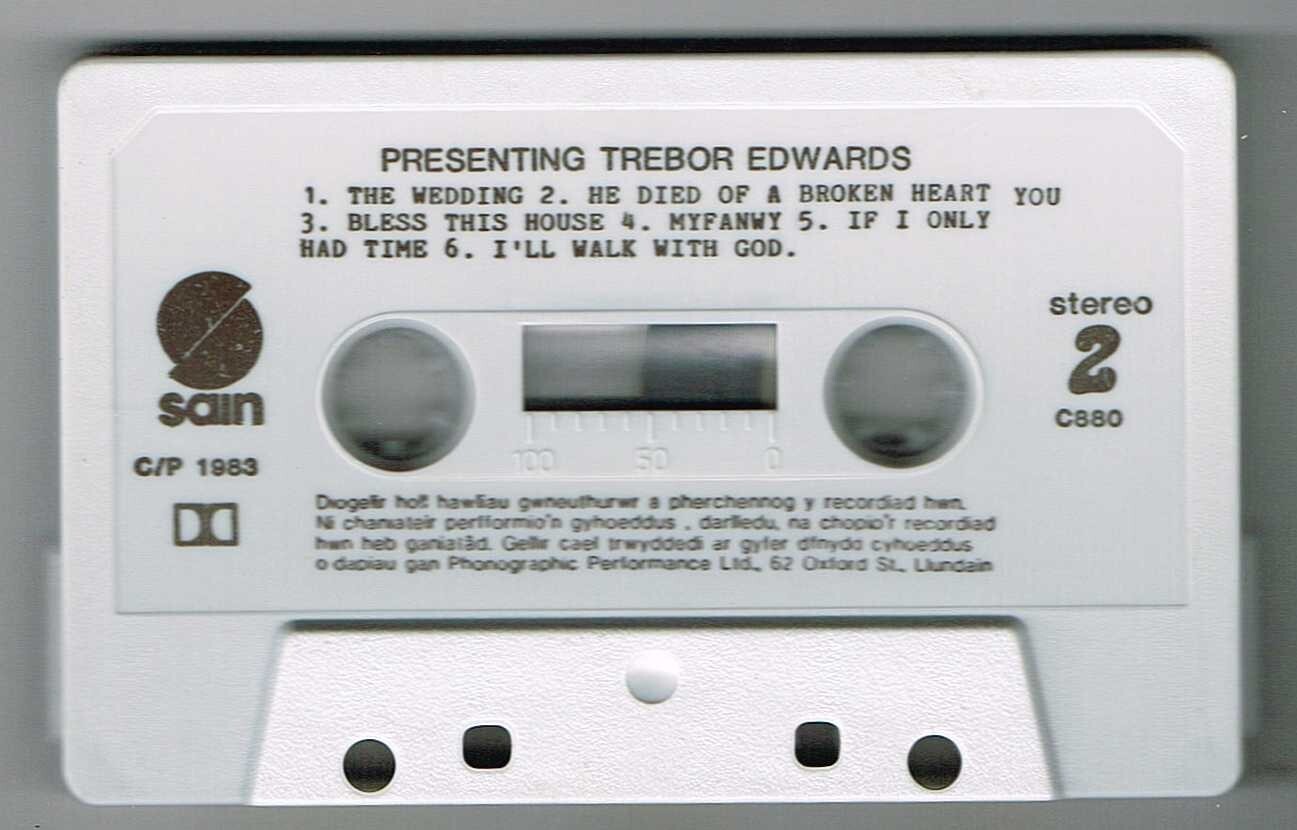 PRESENTING TREBOR EDWARDS
1. THE WEDDING 2. HE DIED OF A BROKEN HEART YOU
3. BLESS THIS HOUSE 4. MYFANWY 5. IF I ONLY
HAD TIME 6. I'LL WALK WITH GOD.
stereo
2
C880
sain
C/P 1983
100 50 0
Diogelir holl hawliau gwneuthurwr a pherchennog y recordiad hwn.
Ni chaniateir perfformio'n gyhoeddus, darlledu, na chopio'r recordiad
hwn heb ganiatâd. Gellir cael trwyddedi ar gyfer dfnydd cyhoeddus
o dapiau gan Phonographic Performance Ltd., 62 Oxford St., Llundain